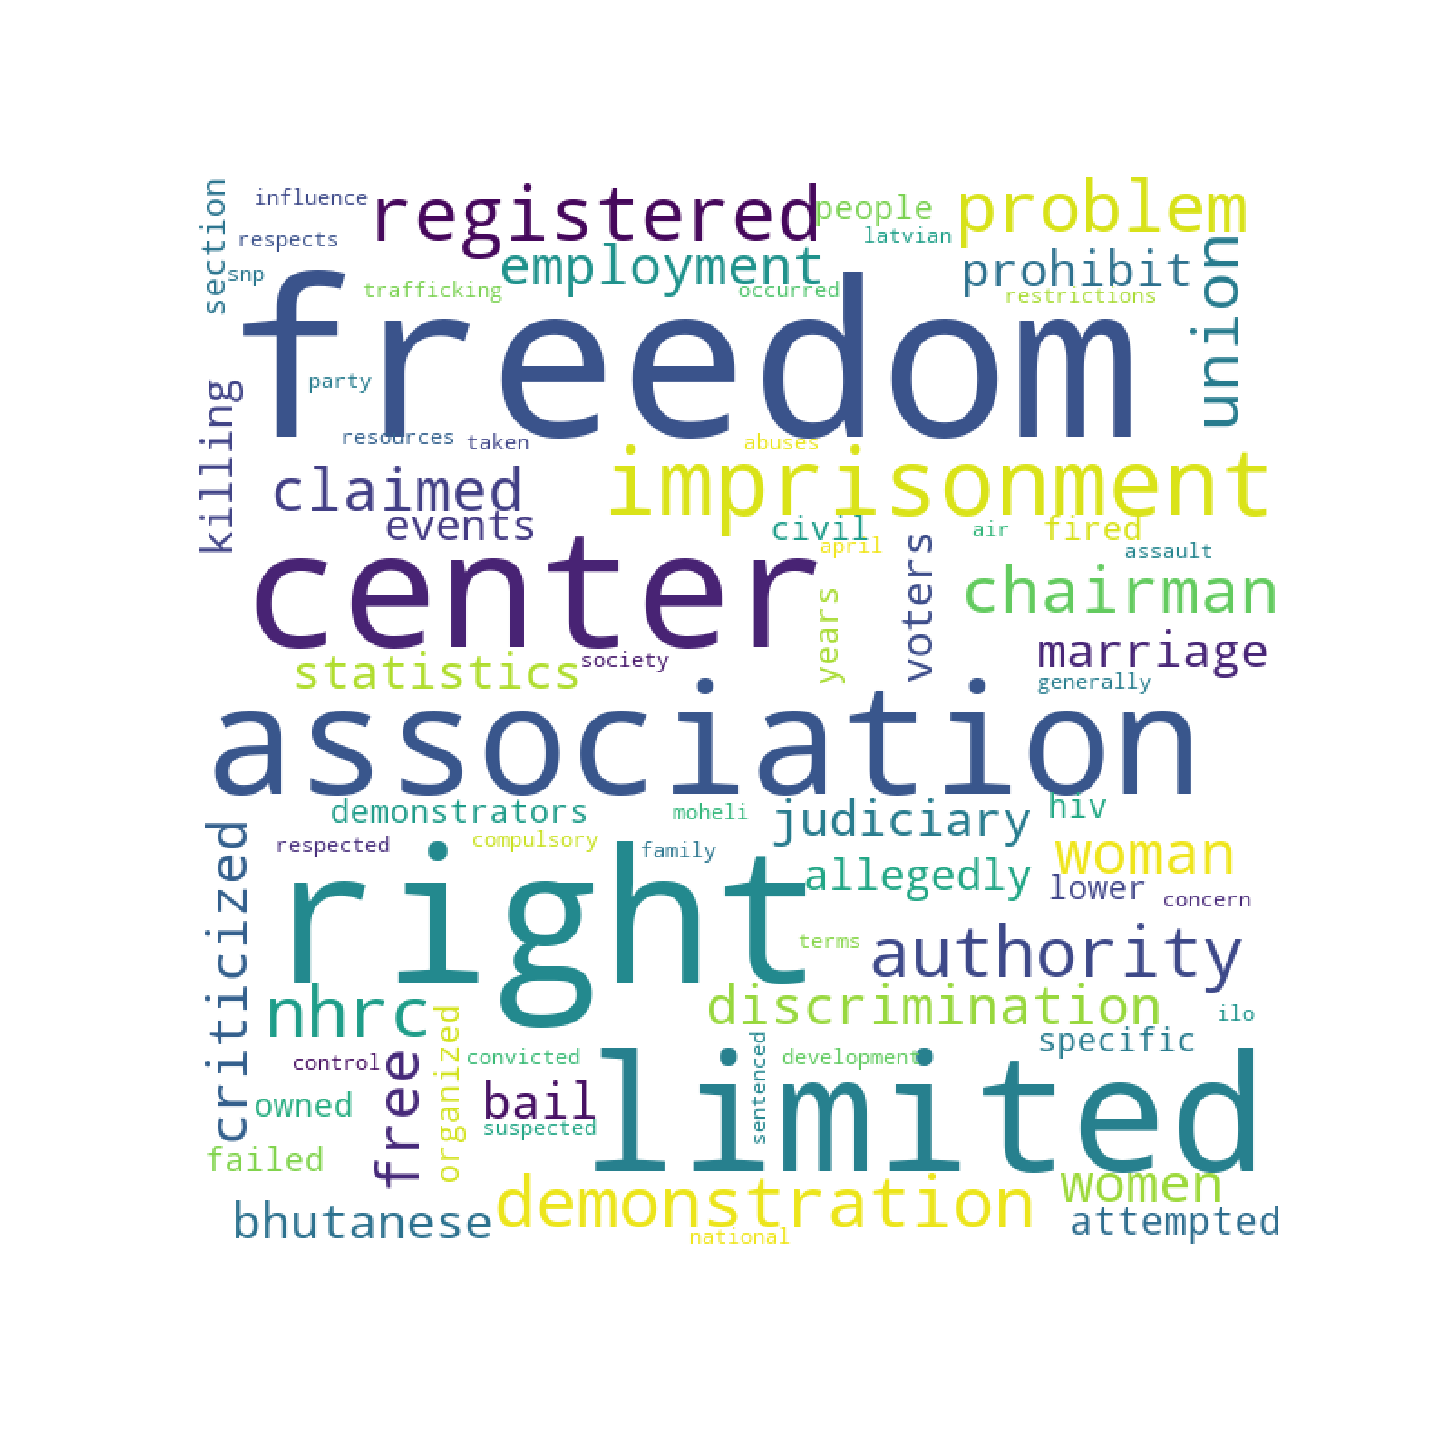 section
influence
registered
people
problem
respects
latvian
employment
prohibit
union
snp
trafficking
occurred
restrictions
freedom
party
killing
resources
taken
abuses
claimed
imprisonment
events
civil
air
fired
april
assault
center
years
voters
chairman
statistics
society
marriage
generally
association
demonstrators
moheli
judiciary
hiv
criticized
respected
compulsory
family
woman
right
allegedly
lower
concern
terms
authority
nhrc
organized
discrimination
ilo
control
free
convicted
sentenced
development
specific
owned
bail
limited
suspected
failed
women
bhutanese
demonstration
attempted
national